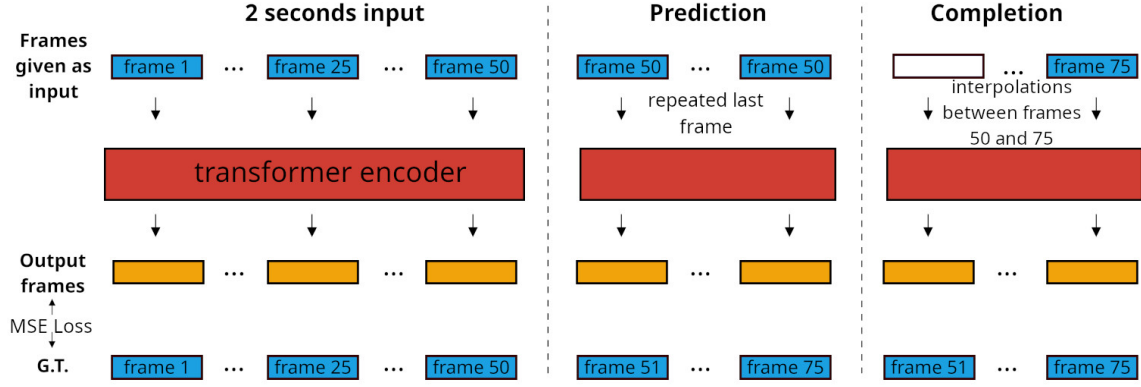 2 seconds input
Prediction
Completion
Frames
given as
input
frame 1 ... frame 25 ... frame 50
frame 50 ... frame 50
... frame 75
repeated last
frame
interpolations
between frames
50 and 75
transformer encoder
Output
frames
... ...
...
...
MSE Loss
G.T.
frame 1 ... frame 25 ... frame 50
frame 51 ... frame 75
frame 51 ... frame 75